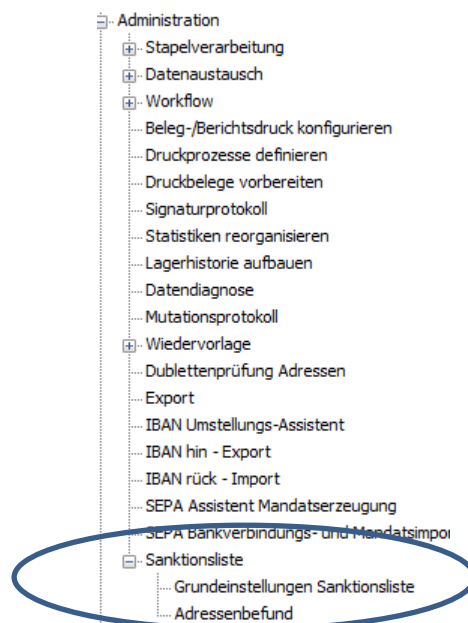 Administration
Stapelverarbeitung
Datenaustausch
Workflow
Beleg-/Berichtsdruck konfigurieren
Druckprozesse definieren
Druckbelege vorbereiten
Signaturprotokoll
Statistiken reorganisieren
Lagerhistorie aufbauen
Datendiagnose
Mutationsprotokoll
Wiedervorlage
Dublettenprüfung Adressen
Export
IBAN Umstellungs-Assistent
IBAN hin - Export
IBAN rück - Import
SEPA Assistent Mandatserzeugung
SEPA Bankverbindungs- und Mandatsimpor
Sanktionsliste
Grundeinstellungen Sanktionsliste
Adressenbefund